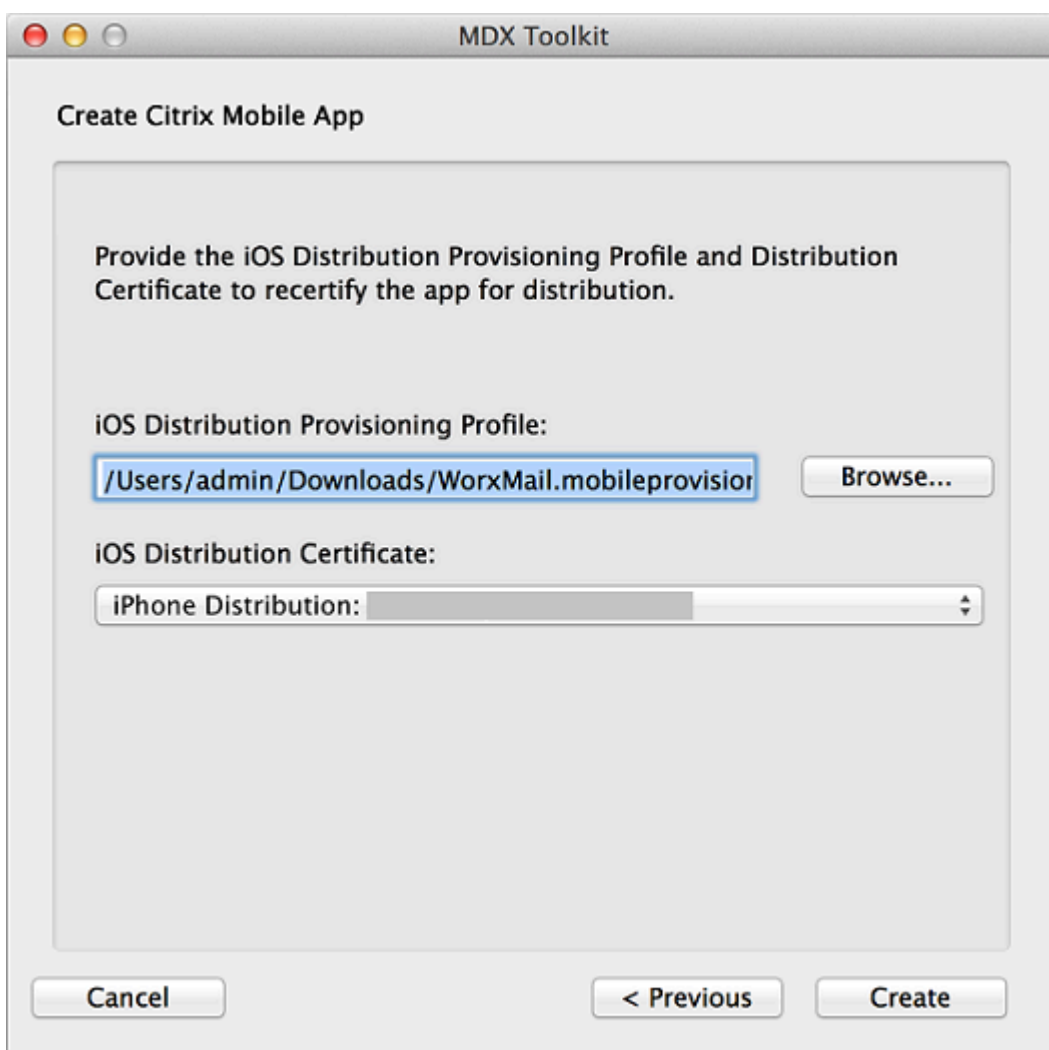 MDX Toolkit
Create Citrix Mobile App
Provide the iOS Distribution Provisioning Profile and Distribution
Certificate to recertify the app for distribution.
iOS Distribution Provisioning Profile:
/Users/admin/Downloads/WorxMail.mobileprovision
Browse...
iOS Distribution Certificate:
iPhone Distribution:
Cancel
< Previous
Create